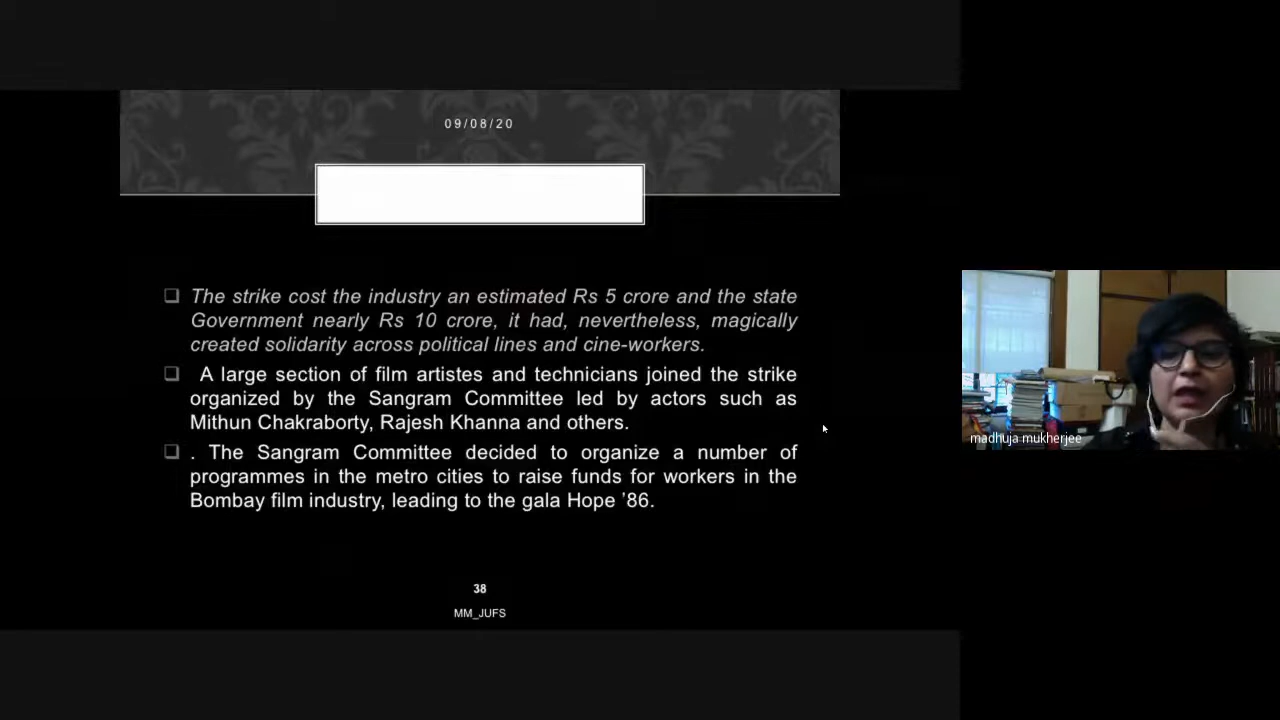 09/08/20
The strike cost the industry an estimated Rs 5 crore and the state
Government nearly Rs 10 crore, it had, nevertheless, magically
created solidarity across political lines and cine-workers.
A large section of film artistes and technicians joined the strike
organized by the Sangram Committee led by actors such as
Mithun Chakraborty, Rajesh Khanna and others.
. The Sangram Committee decided to organize a number of
programmes in the metro cities to raise funds for workers in the
Bombay film industry, leading to the gala Hope ’86.
38
MM_JUFS
madhuja mukherjee